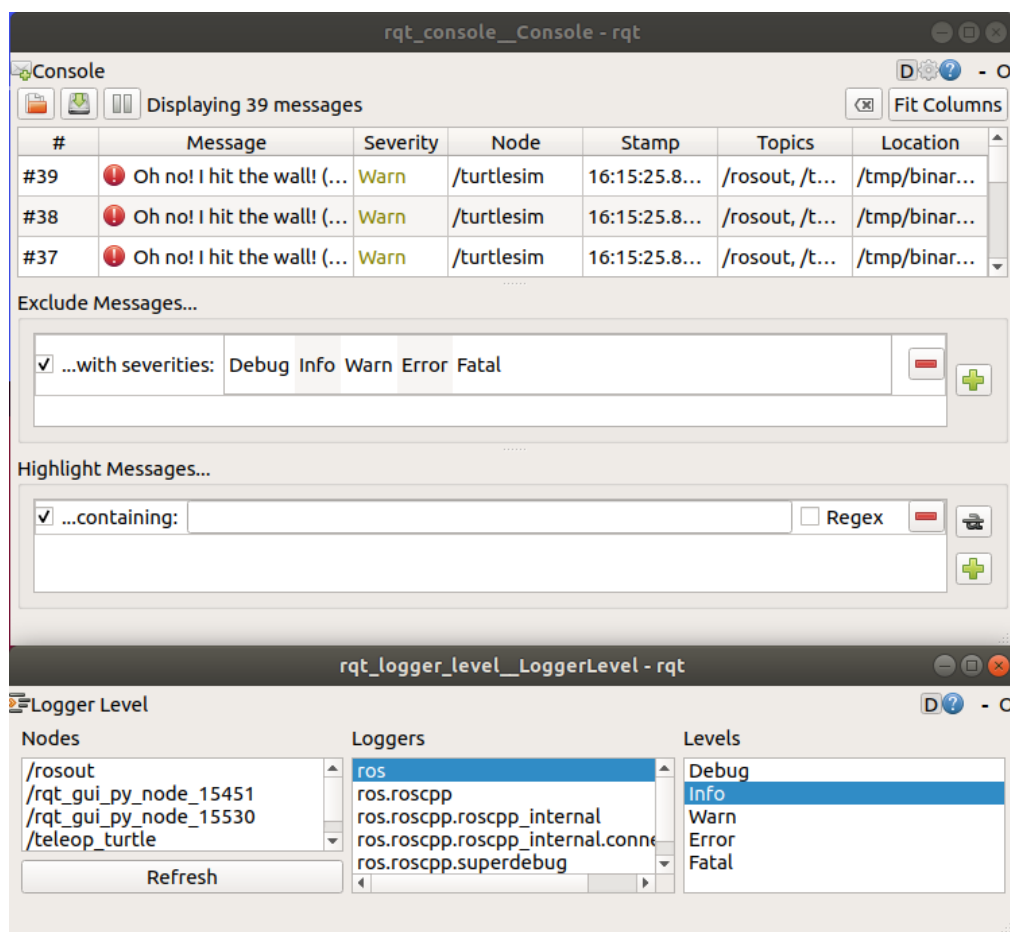 rqt_console__Console - rqt
Console D - O
Displaying 39 messages Fit Columns
# Message Severity Node Stamp Topics Location
#39 Oh no! I hit the wall! (... Warn /turtlesim 16:15:25.8... /rosout, /t... /tmp/binar...
#38 Oh no! I hit the wall! (... Warn /turtlesim 16:15:25.8... /rosout, /t... /tmp/binar...
#37 Oh no! I hit the wall! (... Warn /turtlesim 16:15:25.8... /rosout, /t... /tmp/binar...
Exclude Messages...
...with severities: Debug Info Warn Error Fatal
Highlight Messages...
...containing: Regex
rqt_logger_level__LoggerLevel - rqt
Logger Level D - O
Nodes Loggers Levels
/rosout ros Debug
/rqt_gui_py_node_15451 ros.roscpp Info
/rqt_gui_py_node_15530 ros.roscpp.roscpp_internal Warn
/teleop_turtle ros.roscpp.roscpp_internal.conne Error
Refresh ros.roscpp.superdebug Fatal